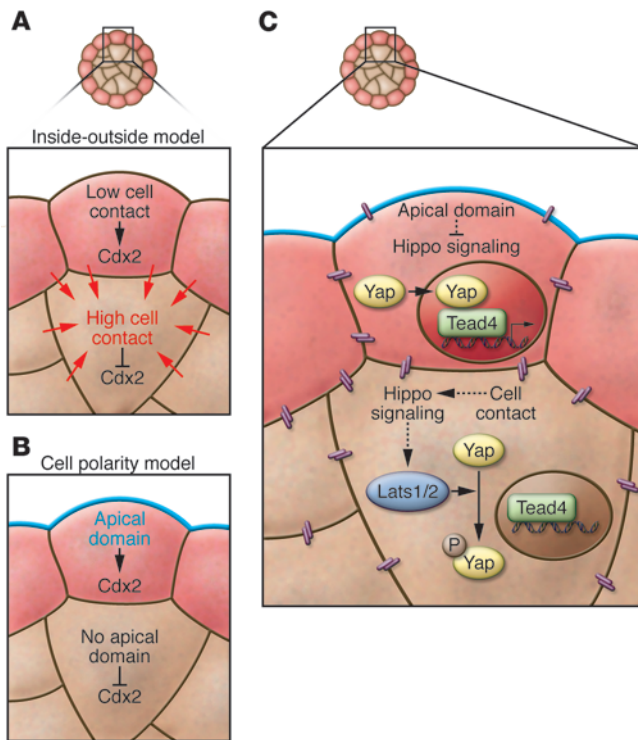 A
Inside-outside model
Low cell
contact
Cdx2
High cell
contact
Cdx2
B
Cell polarity model
Apical
domain
Cdx2
No apical
domain
Cdx2
C
Apical domain
Hippo signaling
Yap
Yap
Tead4
Hippo
signaling
Cell
contact
Yap
Lats1/2
Tead4
P
Yap